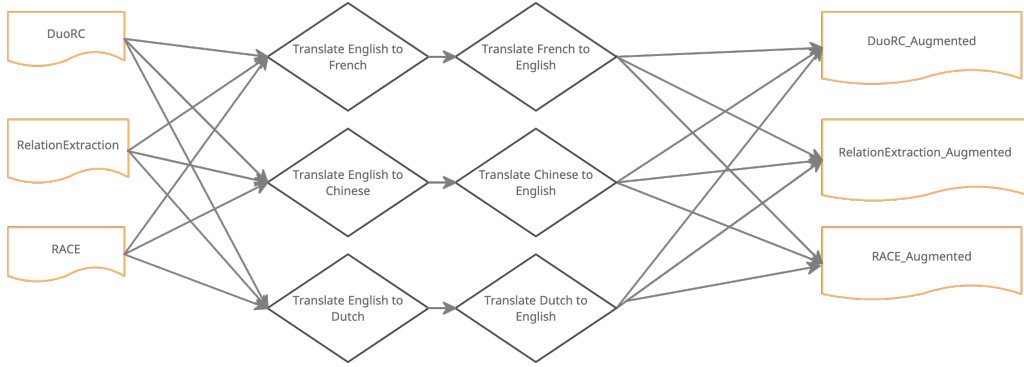 DuoRC
Translate English to
French
Translate French to
English
DuoRC_Augmented
RelationExtraction
Translate English to
Chinese
Translate Chinese to
English
RelationExtraction_Augmented
RACE
Translate English to
Dutch
Translate Dutch to
English
RACE_Augmented